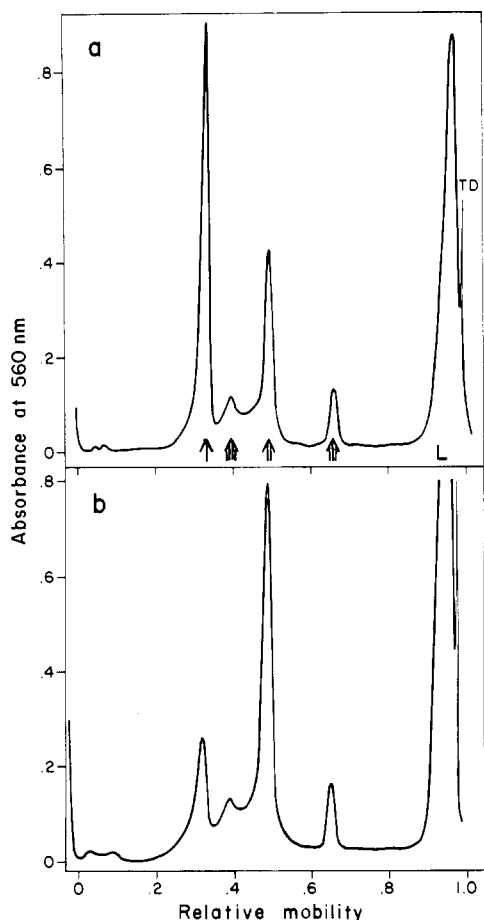 a
.8
.6
.4
.2
0
TD
L
Absorbance at 560 nm
b
.8
.6
.4
.2
0
0 .2 .4 .6 .8 1.0
Relative mobility